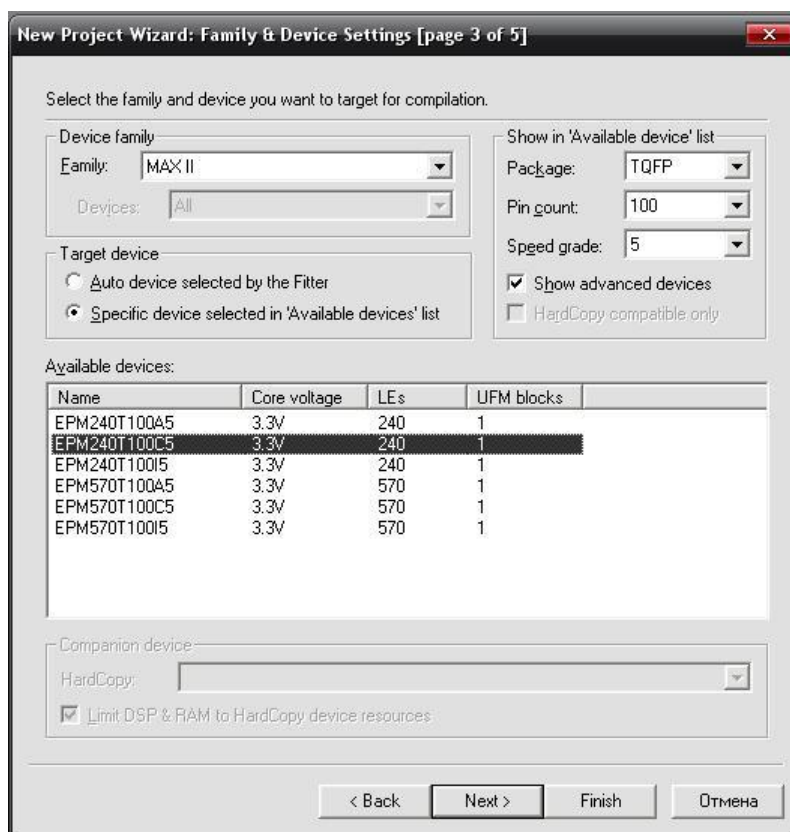 New Project Wizard: Family & Device Settings [page 3 of 5]
Select the family and device you want to target for compilation.
Device family
Family: MAX II
Devices: All
Show in 'Available device' list
Package: TQFP
Pin count: 100
Speed grade: 5
Show advanced devices
HardCopy compatible only
Target device
Auto device selected by the Fitter
Specific device selected in 'Available devices' list
Available devices:
Name Core voltage LEs UFM blocks
EPM240T100A5 3.3V 240 1
EPM240T100C5 3.3V 240 1
EPM240T100I5 3.3V 240 1
EPM570T100A5 3.3V 570 1
EPM570T100C5 3.3V 570 1
EPM570T100I5 3.3V 570 1
Companion device
HardCopy:
Limit DSP & RAM to HardCopy device resources
< Back Next > Finish Отмена